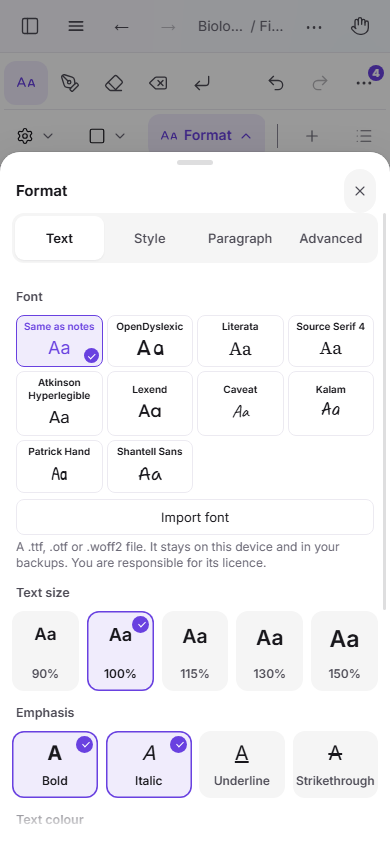 Biolo... / Fi...
AA
4
AA Format
Format
Text Style Paragraph Advanced
Font
Same as notes OpenDyslexic Literata Source Serif 4
Aa Aa Aa Aa
Atkinson Hyperlegible Lexend Caveat Kalam
Aa Aa Aa Aa
Patrick Hand Shantell Sans
Aa Aa
Import font
A .ttf, .otf or .woff2 file. It stays on this device and in your
backups. You are responsible for its licence.
Text size
Aa Aa Aa Aa Aa
90% 100% 115% 130% 150%
Emphasis
A A A A
Bold Italic Underline Strikethrough
Text colour